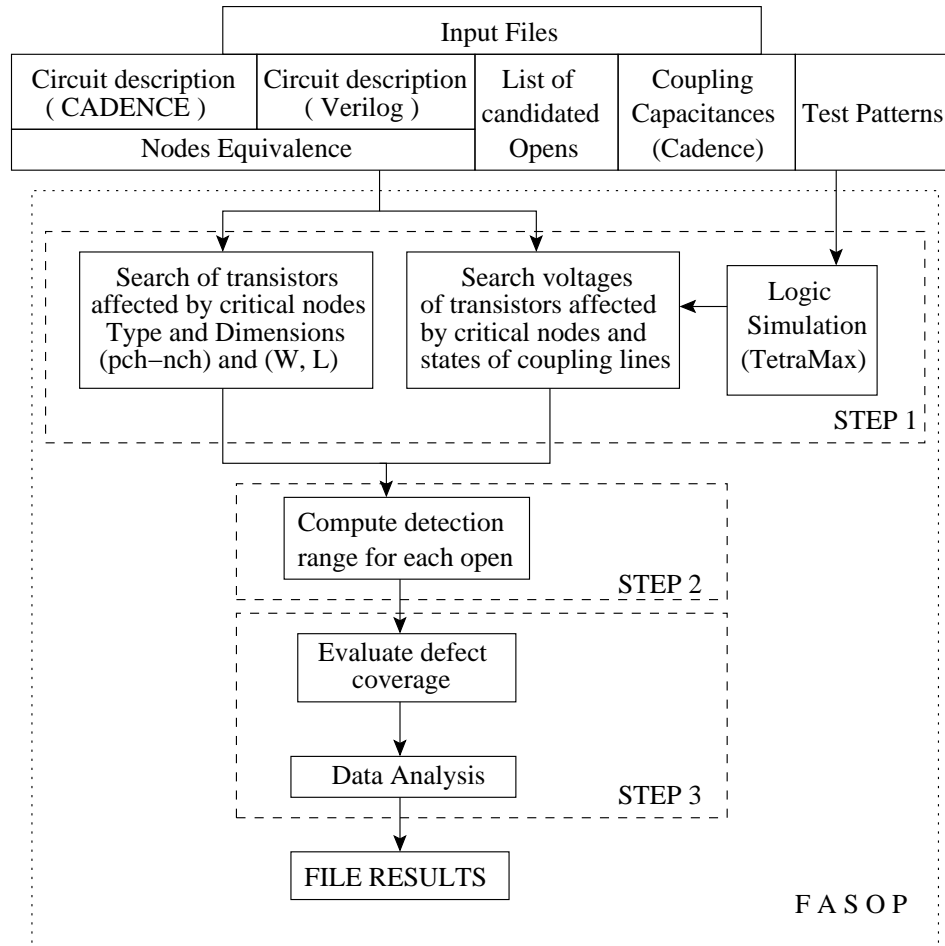 Input Files
Circuit description
( CADENCE )
Circuit description
( Verilog )
Nodes Equivalence
List of
candidated
Opens
Coupling
Capacitances
(Cadence)
Test Patterns
Search of transistors
affected by critical nodes
Type and Dimensions
(pch−nch) and (W, L)
Search voltages
of transistors affected
by critical nodes and
states of coupling lines
Logic
Simulation
(TetraMax)
STEP 1
Compute detection
range for each open
STEP 2
Evaluate defect
coverage
Data Analysis
STEP 3
FILE RESULTS
F A S O P